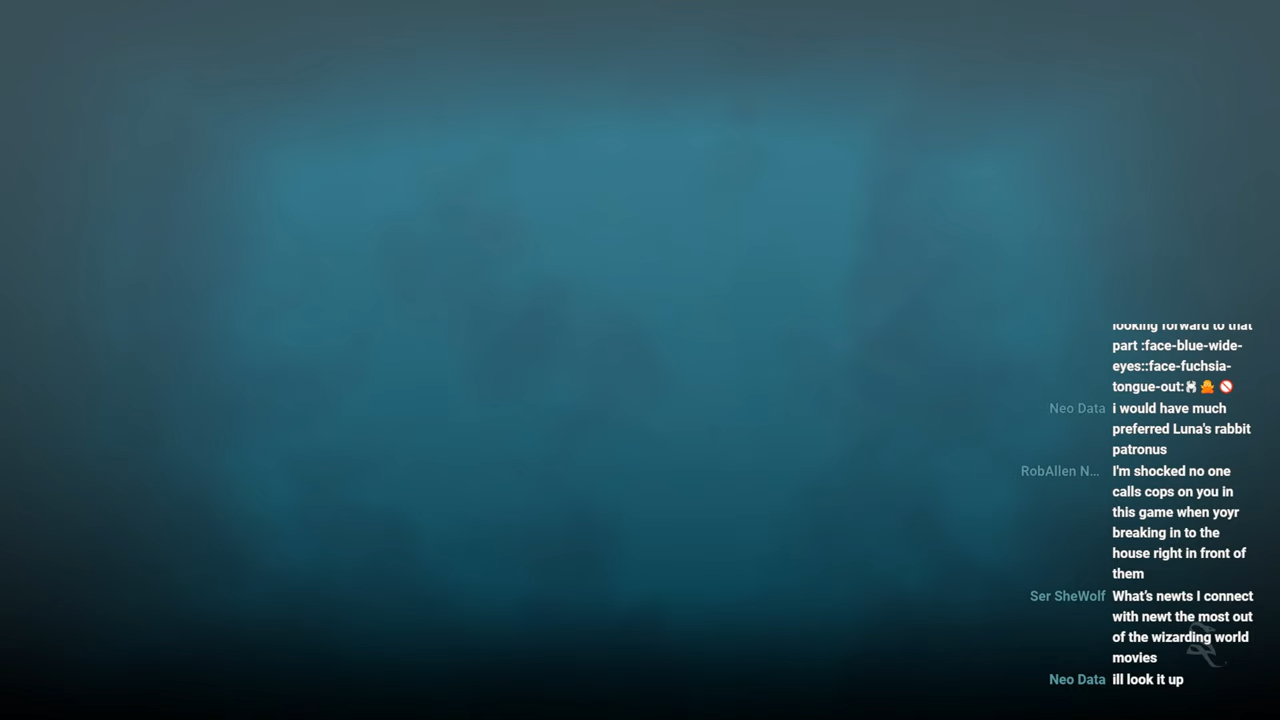 looking forward to that
part :face-blue-wide-
eyes::face-fuchsia-
tongue-out:
Neo Data i would have much
preferred Luna's rabbit
patronus
RobAllen N... I'm shocked no one
calls cops on you in
this game when yoyr
breaking in to the
house right in front of
them
Ser SheWolf What's newts I connect
with newt the most out
of the wizarding world
movies
Neo Data ill look it up